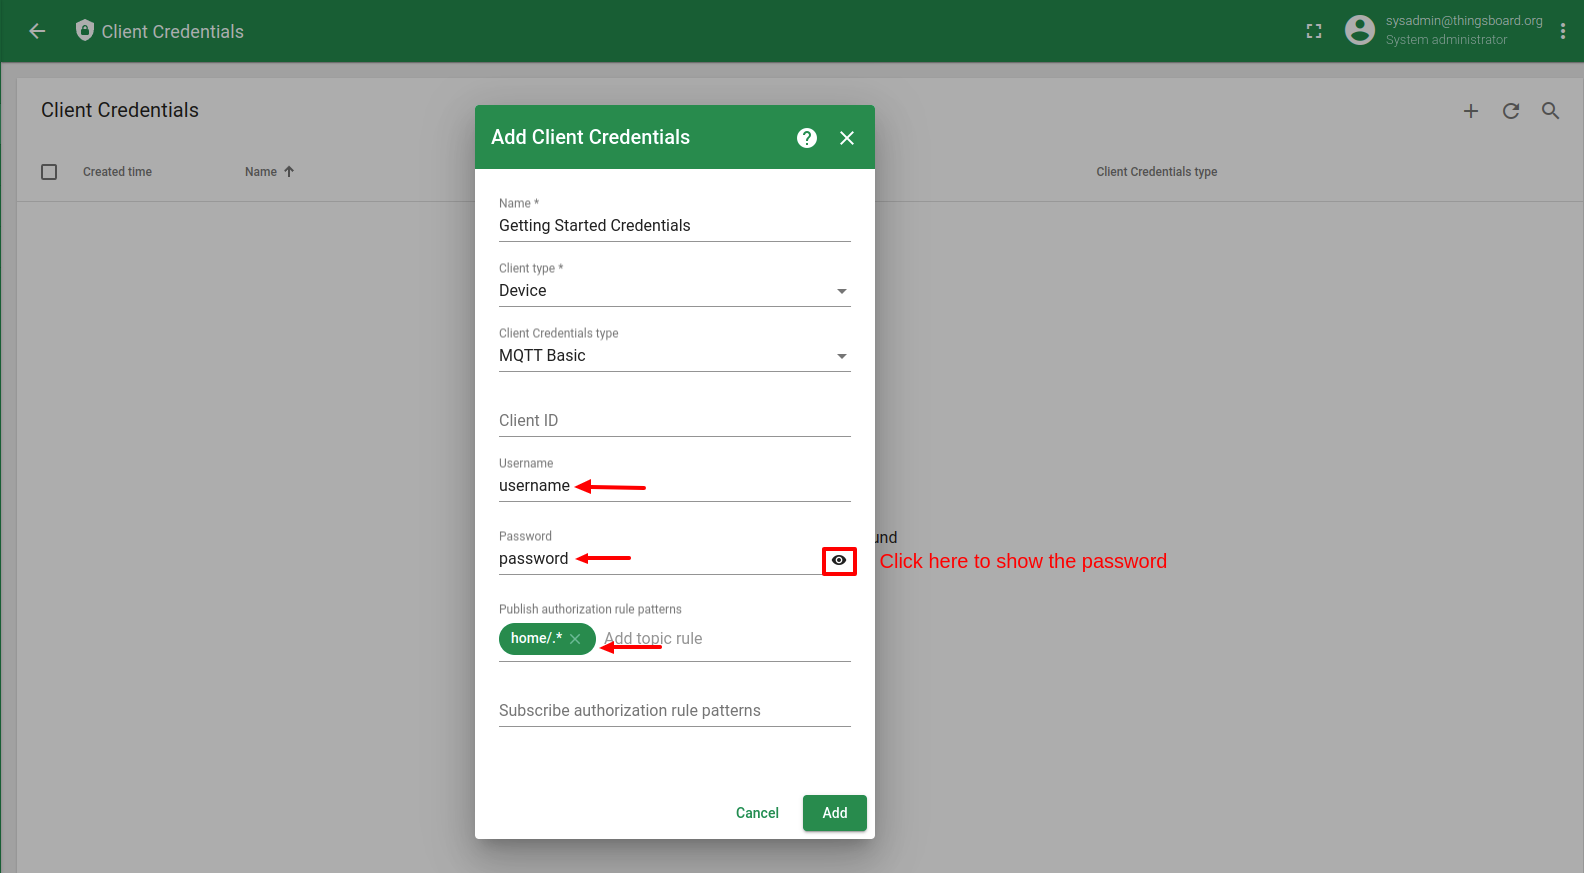 Client Credentials
sysadmin@thingsboard.org
System administrator
Client Credentials
Created time
Name
Client Credentials type
Add Client Credentials
Name *
Getting Started Credentials
Client type *
Device
Client Credentials type
MQTT Basic
Client ID
Username
username
Password
password
und
Click here to show the password
Publish authorization rule patterns
home/.*
Add topic rule
Subscribe authorization rule patterns
Cancel
Add